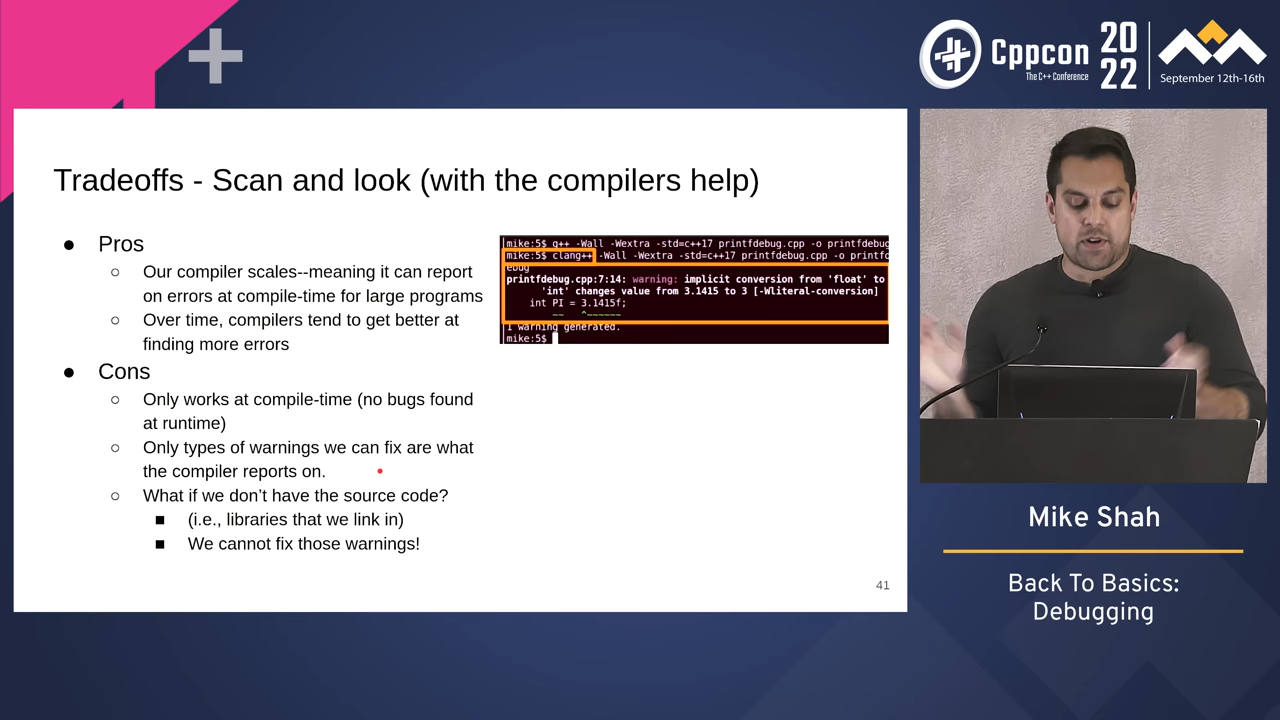 Cppcon
The C++ Conference
20
22
September 12th-16th
Tradeoffs - Scan and look (with the compilers help)
● Pros
○ Our compiler scales--meaning it can report
on errors at compile-time for large programs
○ Over time, compilers tend to get better at
finding more errors
● Cons
○ Only works at compile-time (no bugs found
at runtime)
○ Only types of warnings we can fix are what
the compiler reports on.
○ What if we don’t have the source code?
■ (i.e., libraries that we link in)
■ We cannot fix those warnings!
mike:5$ g++ -Wall -Wextra -std=c++17 printfdebug.cpp -o printfdebug
mike:5$ clang++ -Wall -Wextra -std=c++17 printfdebug.cpp -o printfd
ebug
printfdebug.cpp:7:14: warning: implicit conversion from 'float' to
'int' changes value from 3.1415 to 3 [-Wliteral-conversion]
int PI = 3.1415f;
~~ ^~~~~~~
1 warning generated.
mike:5$
41
Mike Shah
Back To Basics:
Debugging